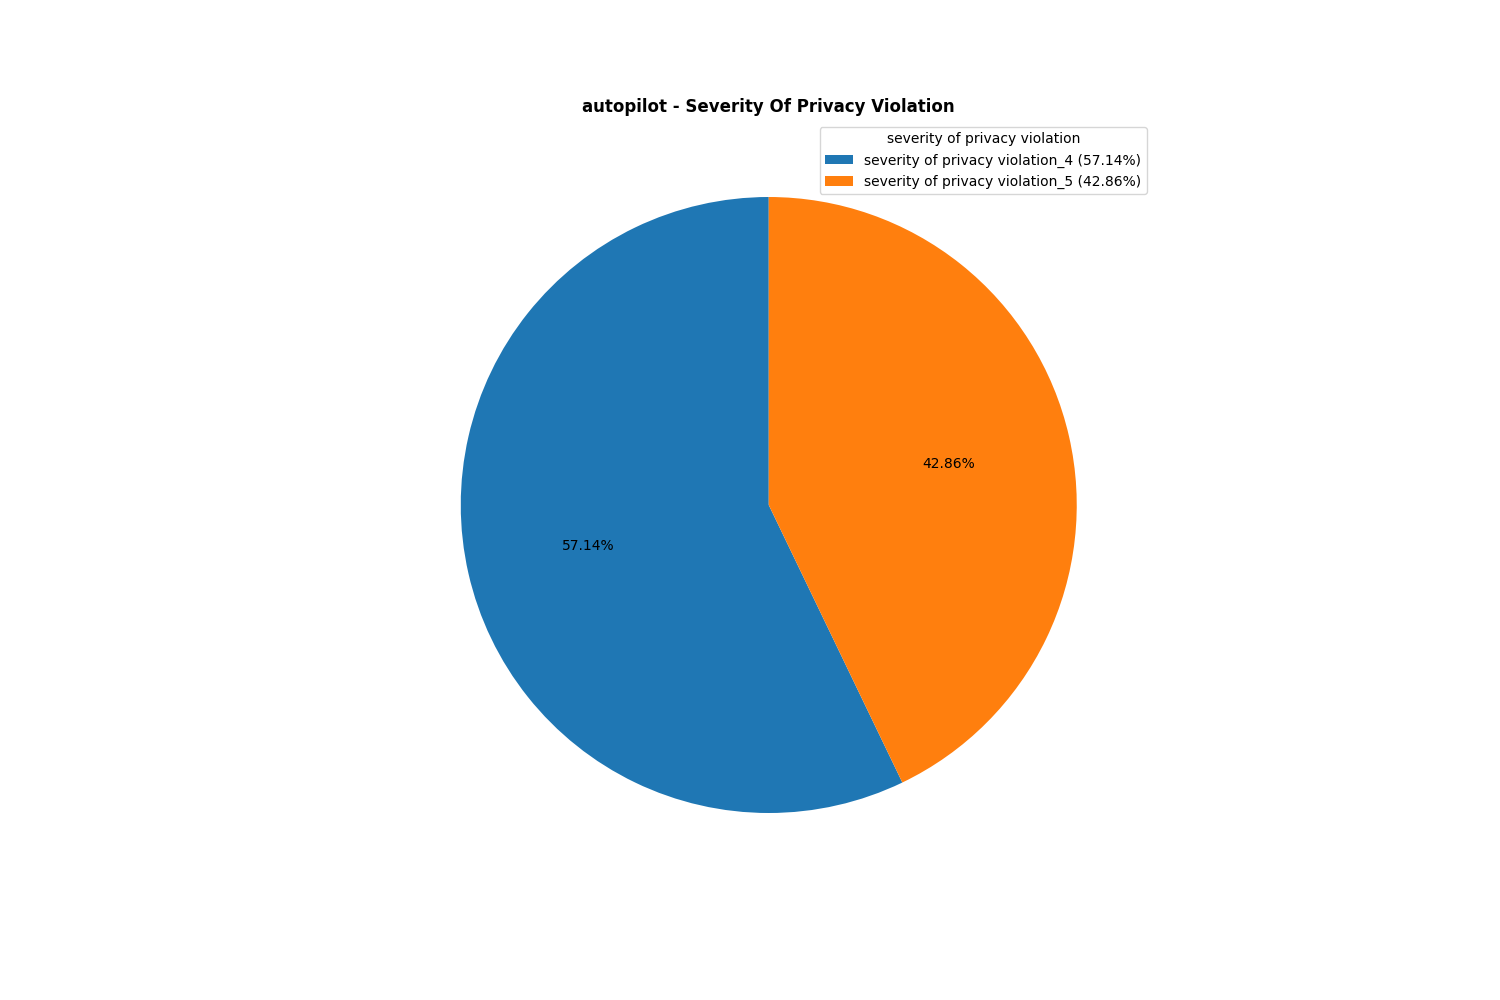 autopilot - Severity Of Privacy Violation
severity of privacy violation
severity of privacy violation_4 (57.14%)
severity of privacy violation_5 (42.86%)
42.86%
57.14%